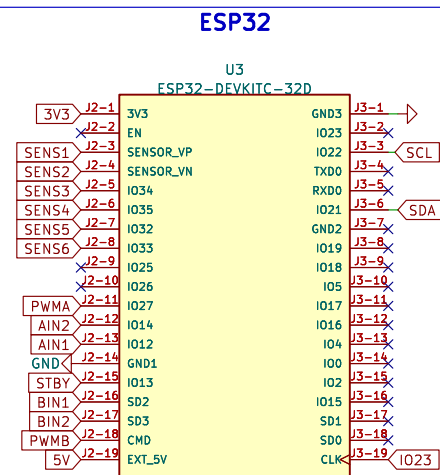 ESP32
U3
ESP32-DEVKITC-32D
3V3 J2-1 3V3 GND3 J3-1
J2-2 EN IO23 J3-2
SENS1 J2-3 SENSOR_VP IO22 J3-3 SCL
SENS2 J2-4 SENSOR_VN TXD0 J3-4
SENS3 J2-5 IO34 RXD0 J3-5
SENS4 J2-6 IO35 IO21 J3-6 SDA
SENS5 J2-7 IO32 GND2 J3-7
SENS6 J2-8 IO33 IO19 J3-8
J2-9 IO25 IO18 J3-9
J2-10 IO26 IO5 J3-10
PWMA J2-11 IO27 IO17 J3-11
AIN2 J2-12 IO14 IO16 J3-12
AIN1 J2-13 IO12 IO4 J3-13
GND J2-14 GND1 IO0 J3-14
STBY J2-15 IO13 IO2 J3-15
BIN1 J2-16 SD2 IO15 J3-16
BIN2 J2-17 SD3 SD1 J3-17
PWMB J2-18 CMD SD0 J3-18
5V J2-19 EXT_5V CLK J3-19 IO23